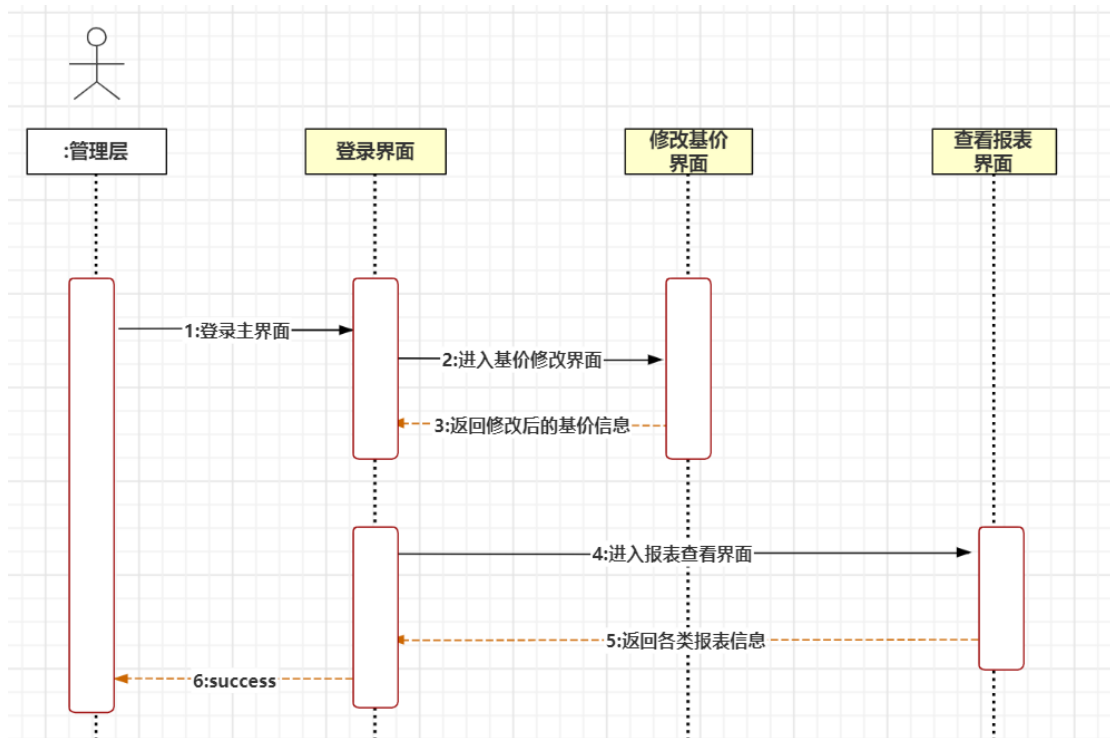 :管理层
登录界面
修改基价
界面
查看报表
界面
1:登录主界面
2:进入基价修改界面
3:返回修改后的基价信息
4:进入报表查看界面
5:返回各类报表信息
6:success